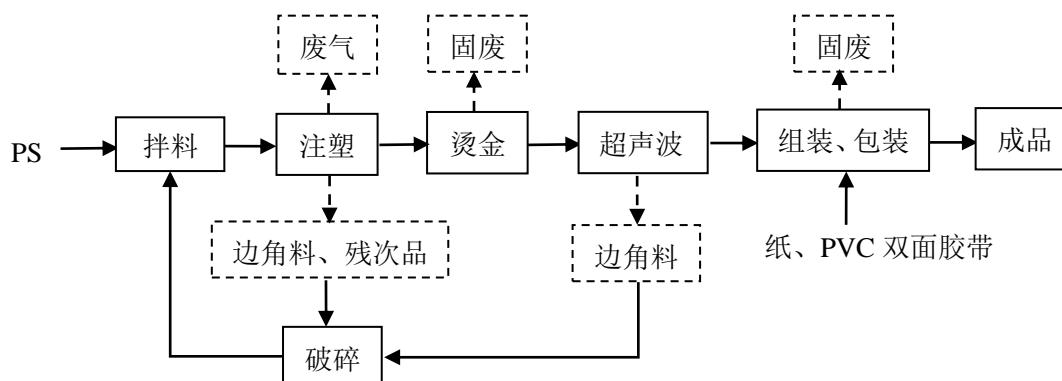 废气
固废
固废
PS
拌料
注塑
烫金
超声波
组装、包装
成品
边角料、残次品
边角料
纸、PVC 双面胶带
破碎